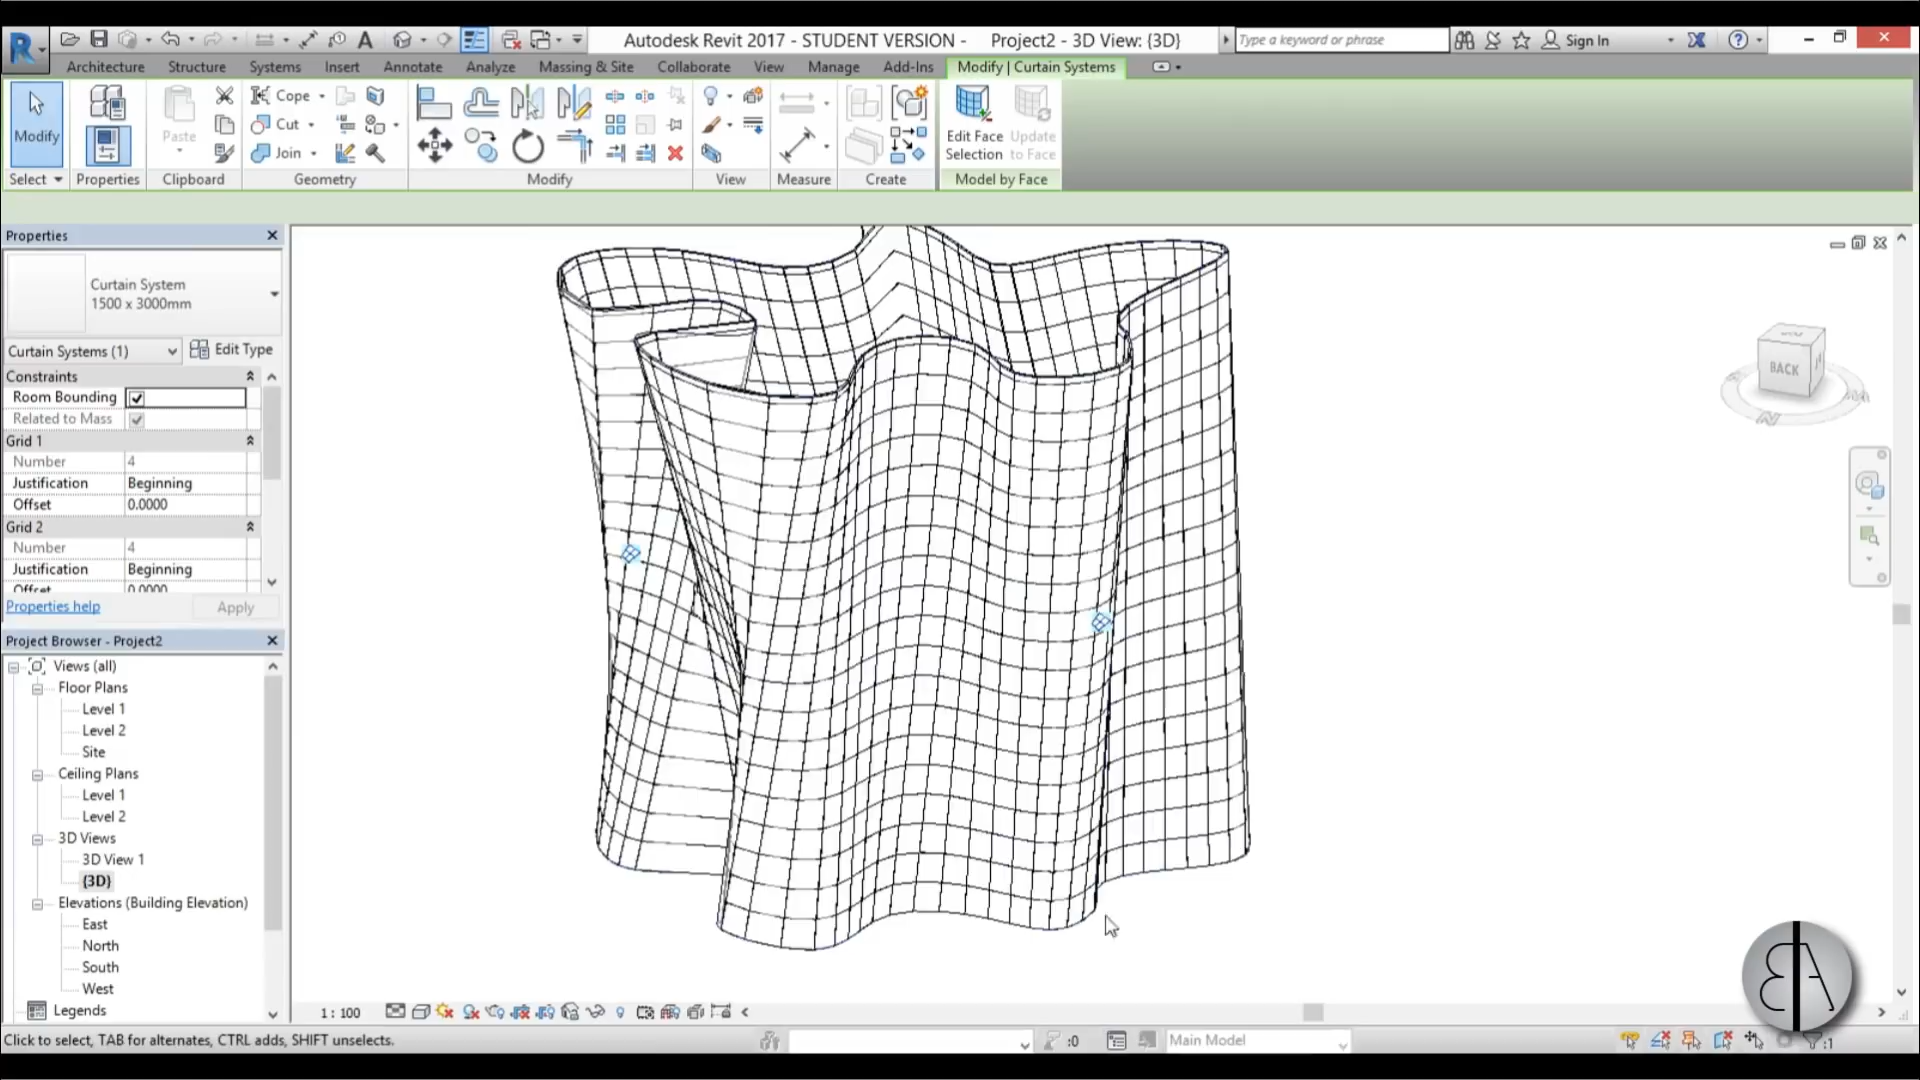 Autodesk Revit 2017 - STUDENT VERSION - Project2 - 3D View: {3D}
Type a keyword or phrase
Sign In
Architecture Structure Systems Insert Annotate Analyze Massing & Site Collaborate View Manage Add-Ins Modify | Curtain Systems
Modify
Paste
Cope
Cut
Join
Edit Face Selection
Update to Face
Select Properties Clipboard Geometry Modify View Measure Create Model by Face
Properties
Curtain System
1500 x 3000mm
Curtain Systems (1)
Edit Type
Constraints
Room Bounding
Related to Mass
Grid 1
Number 4
Justification Beginning
Offset 0.0000
Grid 2
Number 4
Justification Beginning
Offset 0.0000
Properties help
Apply
Project Browser - Project2
Views (all)
Floor Plans
Level 1
Level 2
Site
Ceiling Plans
Level 1
Level 2
3D Views
3D View 1
{3D}
Elevations (Building Elevation)
East
North
South
West
Legends
BACK
N
1 : 100
Click to select, TAB for alternates, CTRL adds, SHIFT unselects.
:0
Main Model
:1